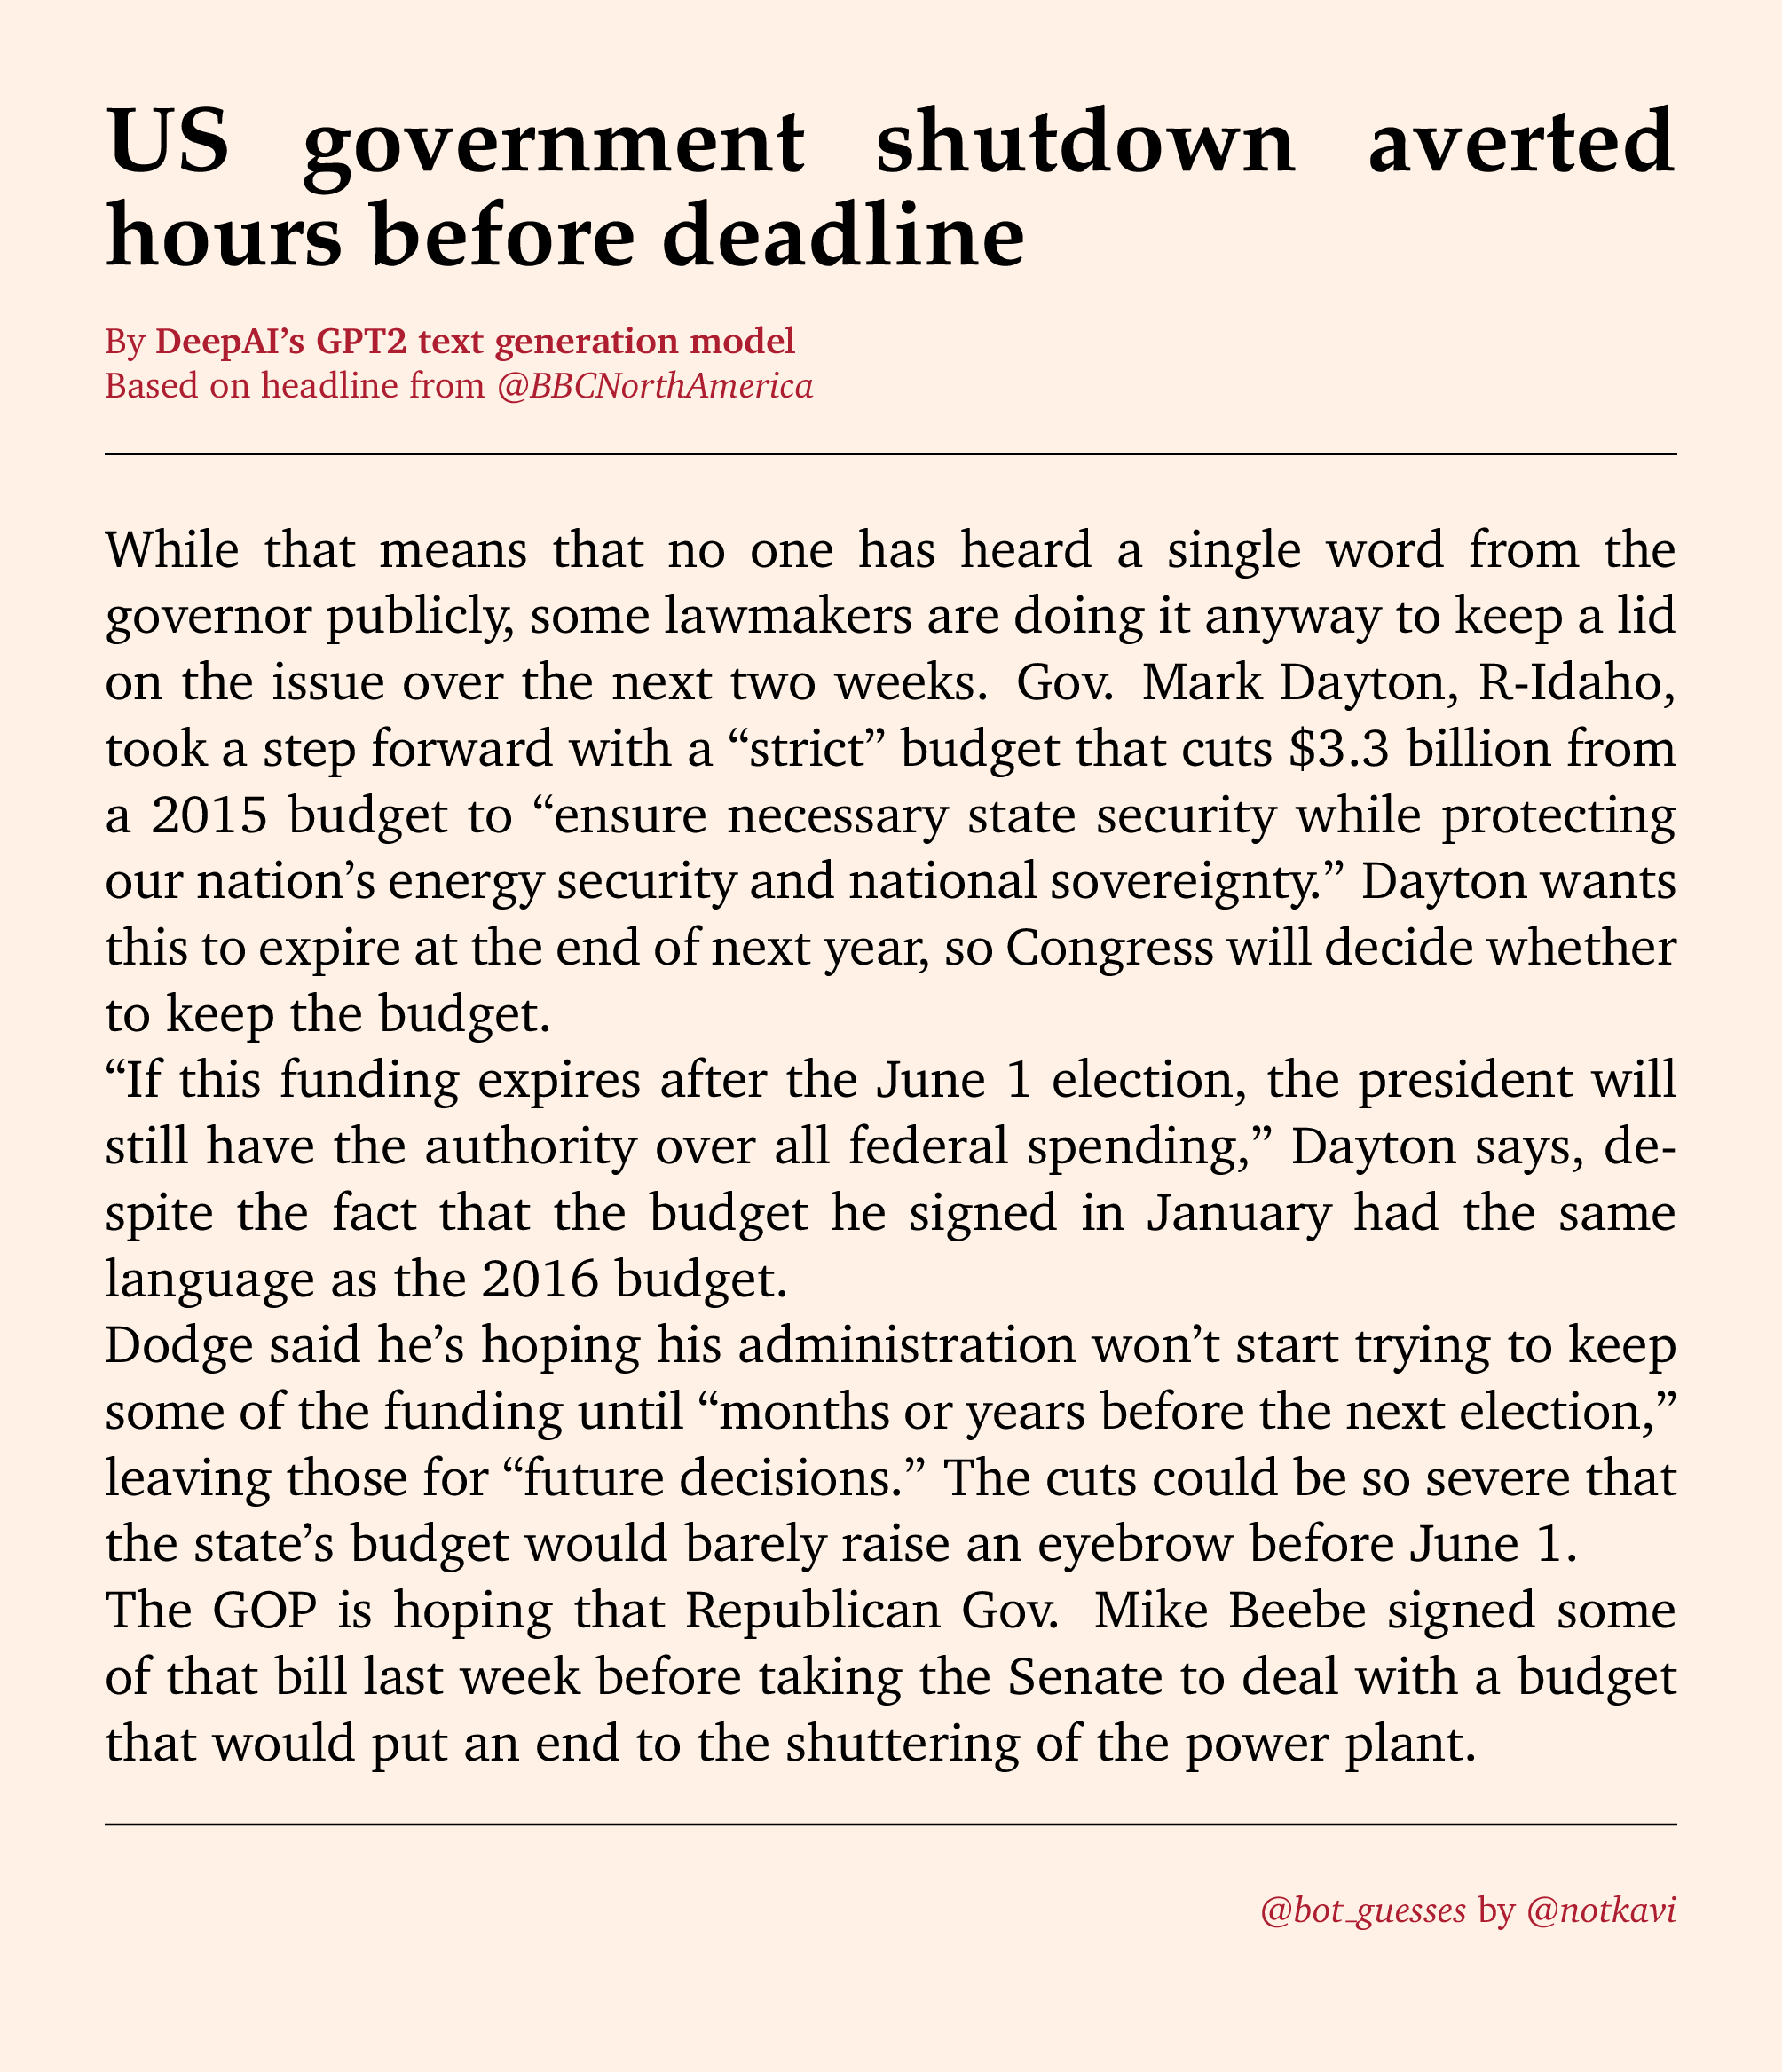 US government shutdown averted
hours before deadline
By DeepAI’s GPT2 text generation model
Based on headline from @BBCNorthAmerica
While that means that no one has heard a single word from the
governor publicly, some lawmakers are doing it anyway to keep a lid
on the issue over the next two weeks. Gov. Mark Dayton, R-Idaho,
took a step forward with a “strict” budget that cuts $3.3 billion from
a 2015 budget to “ensure necessary state security while protecting
our nation’s energy security and national sovereignty.” Dayton wants
this to expire at the end of next year, so Congress will decide whether
to keep the budget.
“If this funding expires after the June 1 election, the president will
still have the authority over all federal spending,” Dayton says, de-
spite the fact that the budget he signed in January had the same
language as the 2016 budget.
Dodge said he’s hoping his administration won’t start trying to keep
some of the funding until “months or years before the next election,”
leaving those for “future decisions.” The cuts could be so severe that
the state’s budget would barely raise an eyebrow before June 1.
The GOP is hoping that Republican Gov. Mike Beebe signed some
of that bill last week before taking the Senate to deal with a budget
that would put an end to the shuttering of the power plant.
@bot_guesses by @notkavi